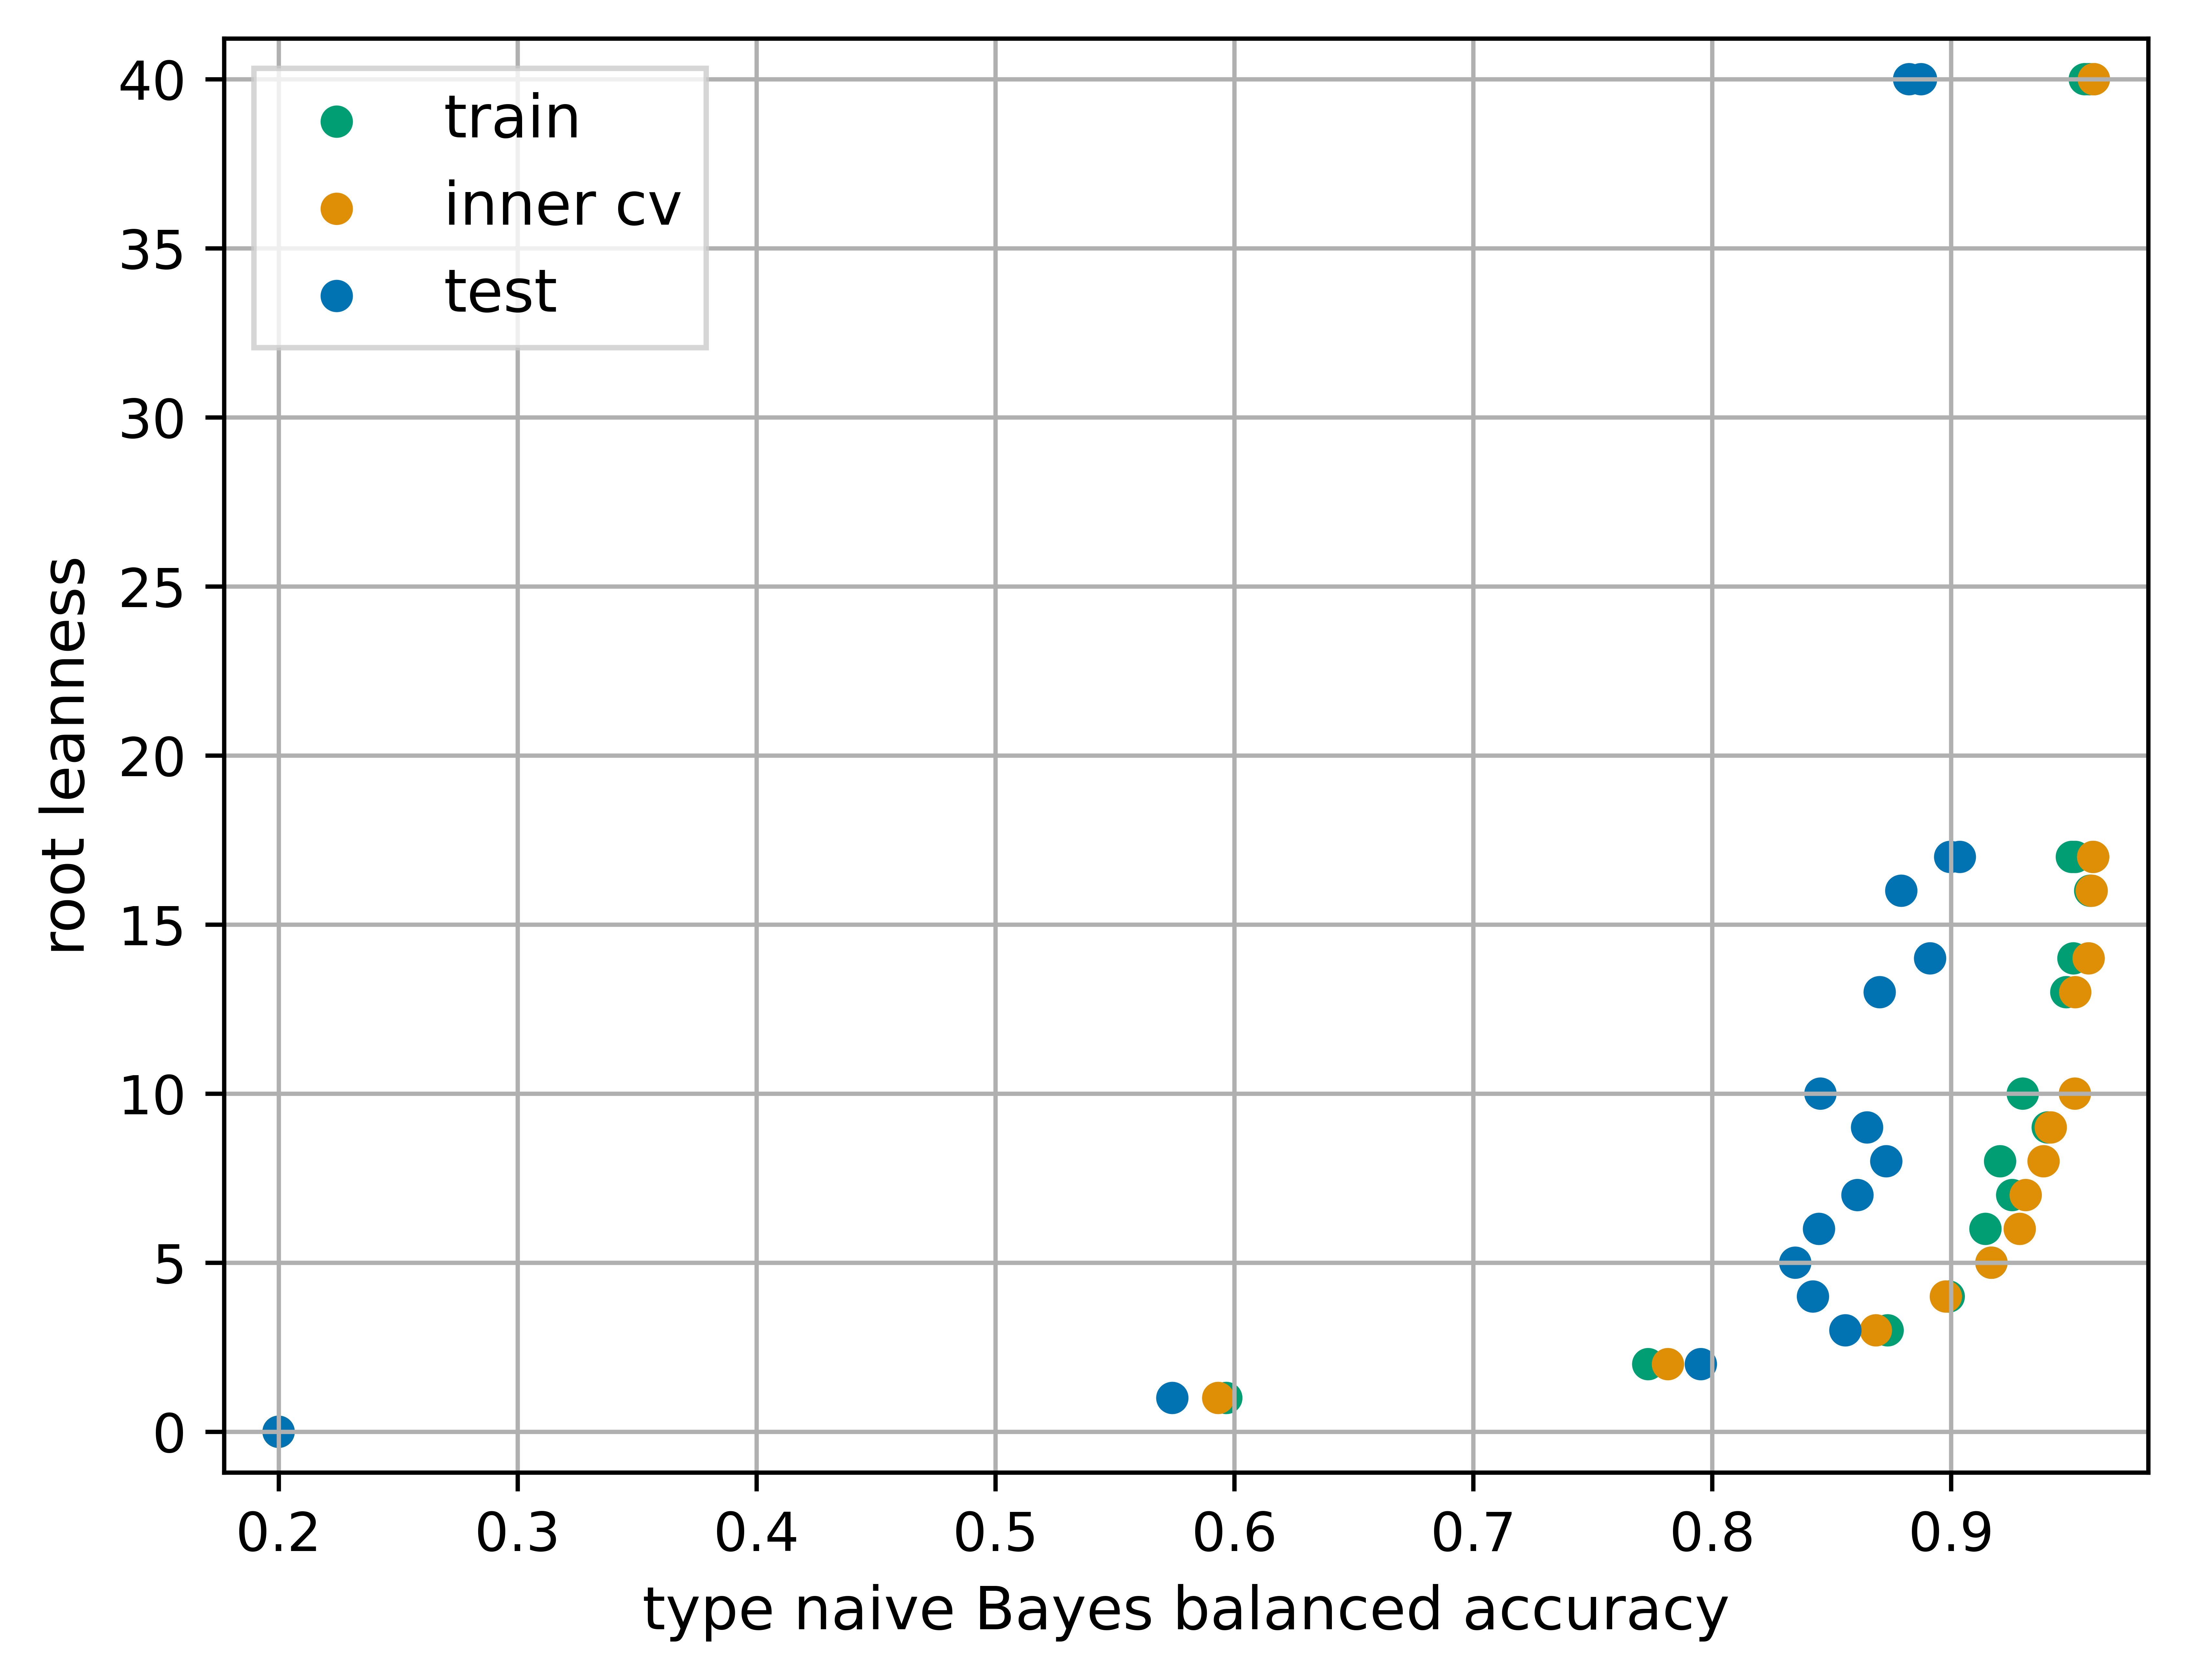 40
35
30
25
20
15
10
5
0
root leanness
train
inner cv
test
0.2 0.3 0.4 0.5 0.6 0.7 0.8 0.9
type naive Bayes balanced accuracy